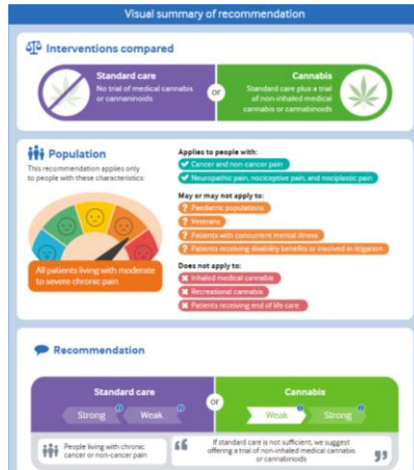 Visual summary of recommendation
Interventions compared
Standard care
No trial of medical cannabis
or cannaninoids
or
Cannabis
Standard care plus a trial
of non-inhaled medical
cannabis or cannabinoids
Population
This recommendation applies only
to people with these characteristics:
All patients living with moderate
to severe chronic pain
Applies to people with:
Cancer and non-cancer pain
Neuropathic pain, nociceptive pain, and nociplastic pain
May or may not apply to:
Paediatric populations
Veterans
Patients with concurrent mental illness
Patients receiving disability benefits or involved in litigation
Does not apply to:
Inhaled medical cannabis
Recreational cannabis
Patients receiving end of life care
Recommendation
Standard care
or
Cannabis
Strong
Weak
Weak
Strong
People living with chronic
cancer or non-cancer pain
“ If standard care is not sufficient, we suggest
offering a trial of non-inhaled medical cannabis
or cannabinoids ”